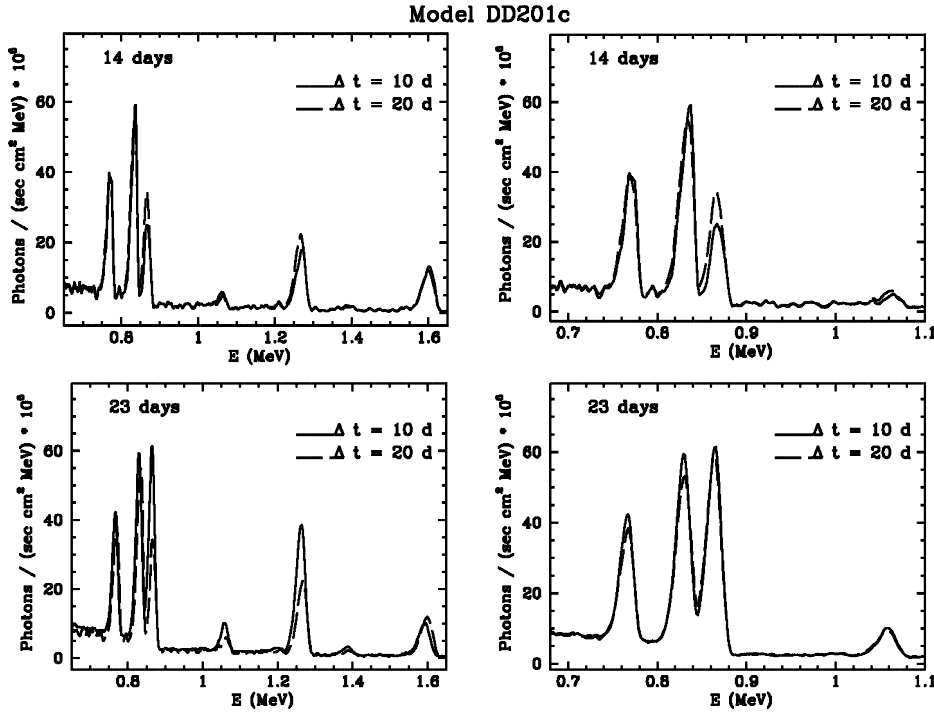 Model DD201c
14 days
Δ t = 10 d
Δ t = 20 d
60
40
20
0
Photons / (sec cm² MeV) * 10⁶
0.8 1 1.2 1.4 1.6
E (MeV)
14 days
Δ t = 10 d
Δ t = 20 d
60
40
20
0
Photons / (sec cm² MeV) * 10⁶
0.7 0.8 0.9 1 1.1
E (MeV)
23 days
Δ t = 10 d
Δ t = 20 d
60
40
20
0
Photons / (sec cm² MeV) * 10⁶
0.8 1 1.2 1.4 1.6
E (MeV)
23 days
Δ t = 10 d
Δ t = 20 d
60
40
20
0
Photons / (sec cm² MeV) * 10⁶
0.7 0.8 0.9 1 1.1
E (MeV)